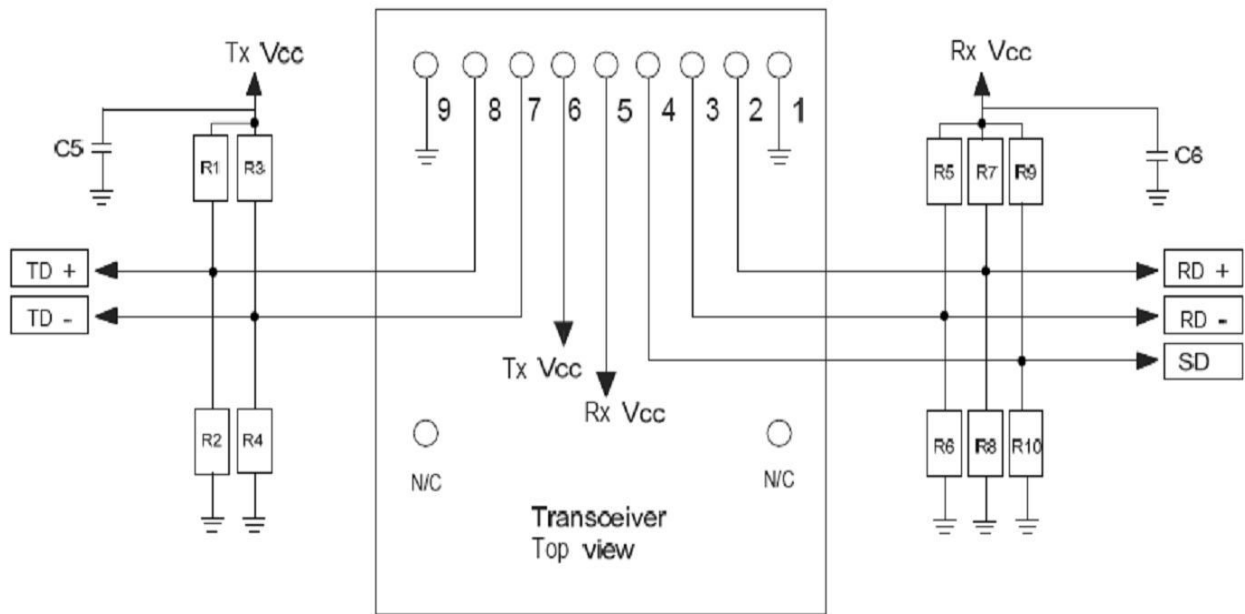 Tx Vcc
Rx Vcc
9 8 7 6 5 4 3 2 1
C5
R1 R3
R5 R7 R9
C6
TD +
RD +
TD -
RD -
Tx Vcc
SD
Rx Vcc
R2 R4
R6 R8 R10
N/C
N/C
Transceiver
Top view